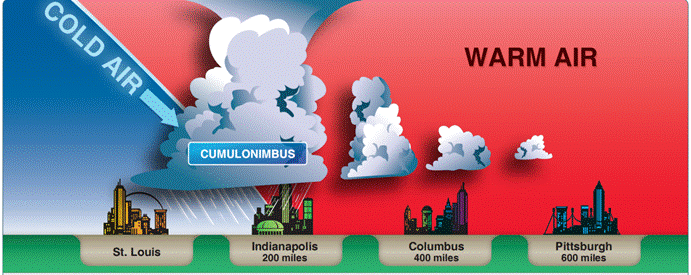 COLD AIR
WARM AIR
CUMULONIMBUS
St. Louis
Indianapolis
200 miles
Columbus
400 miles
Pittsburgh
600 miles